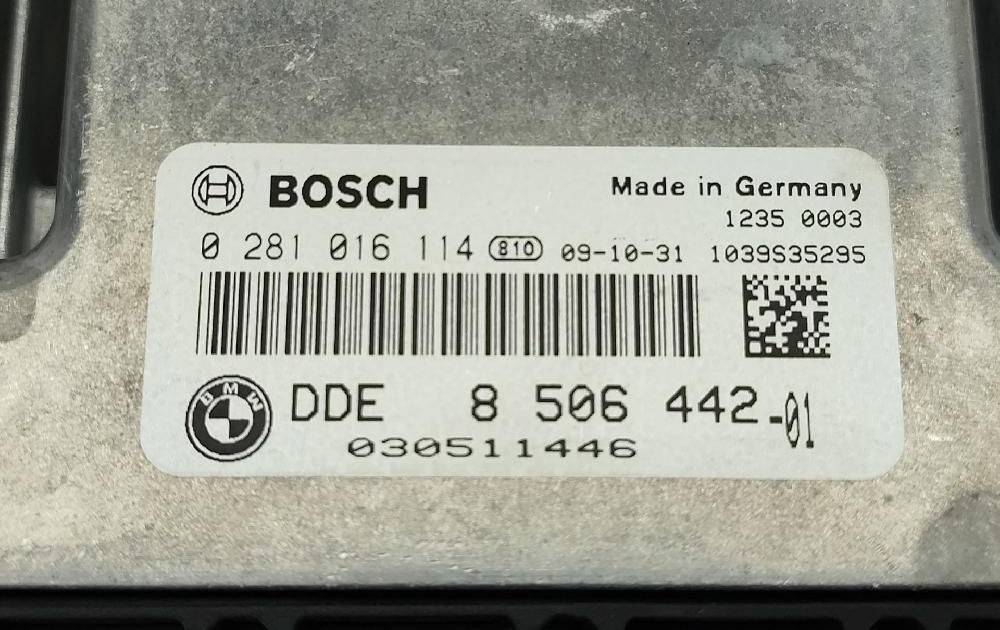 BOSCH Made in Germany
1235 0003
0 281 016 114 810 09-10-31 1039S35295
BMW DDE 8 506 442-01
030511446